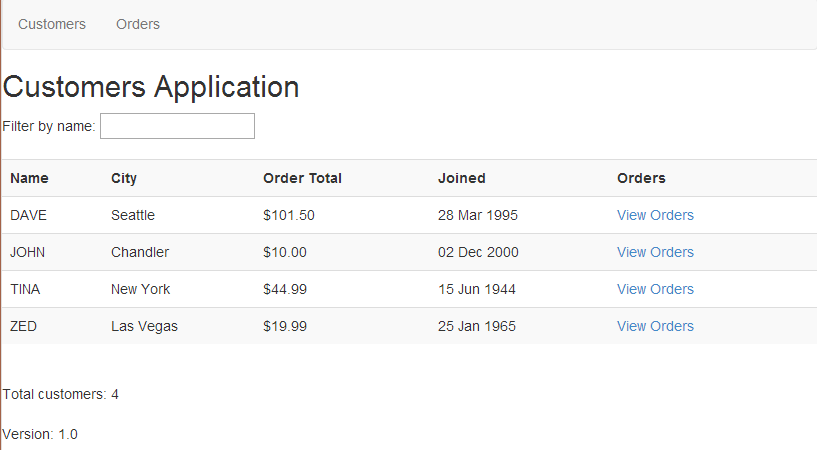 Customers Orders
Customers Application
Filter by name:
Name City Order Total Joined Orders
DAVE Seattle $101.50 28 Mar 1995 View Orders
JOHN Chandler $10.00 02 Dec 2000 View Orders
TINA New York $44.99 15 Jun 1944 View Orders
ZED Las Vegas $19.99 25 Jan 1965 View Orders
Total customers: 4
Version: 1.0